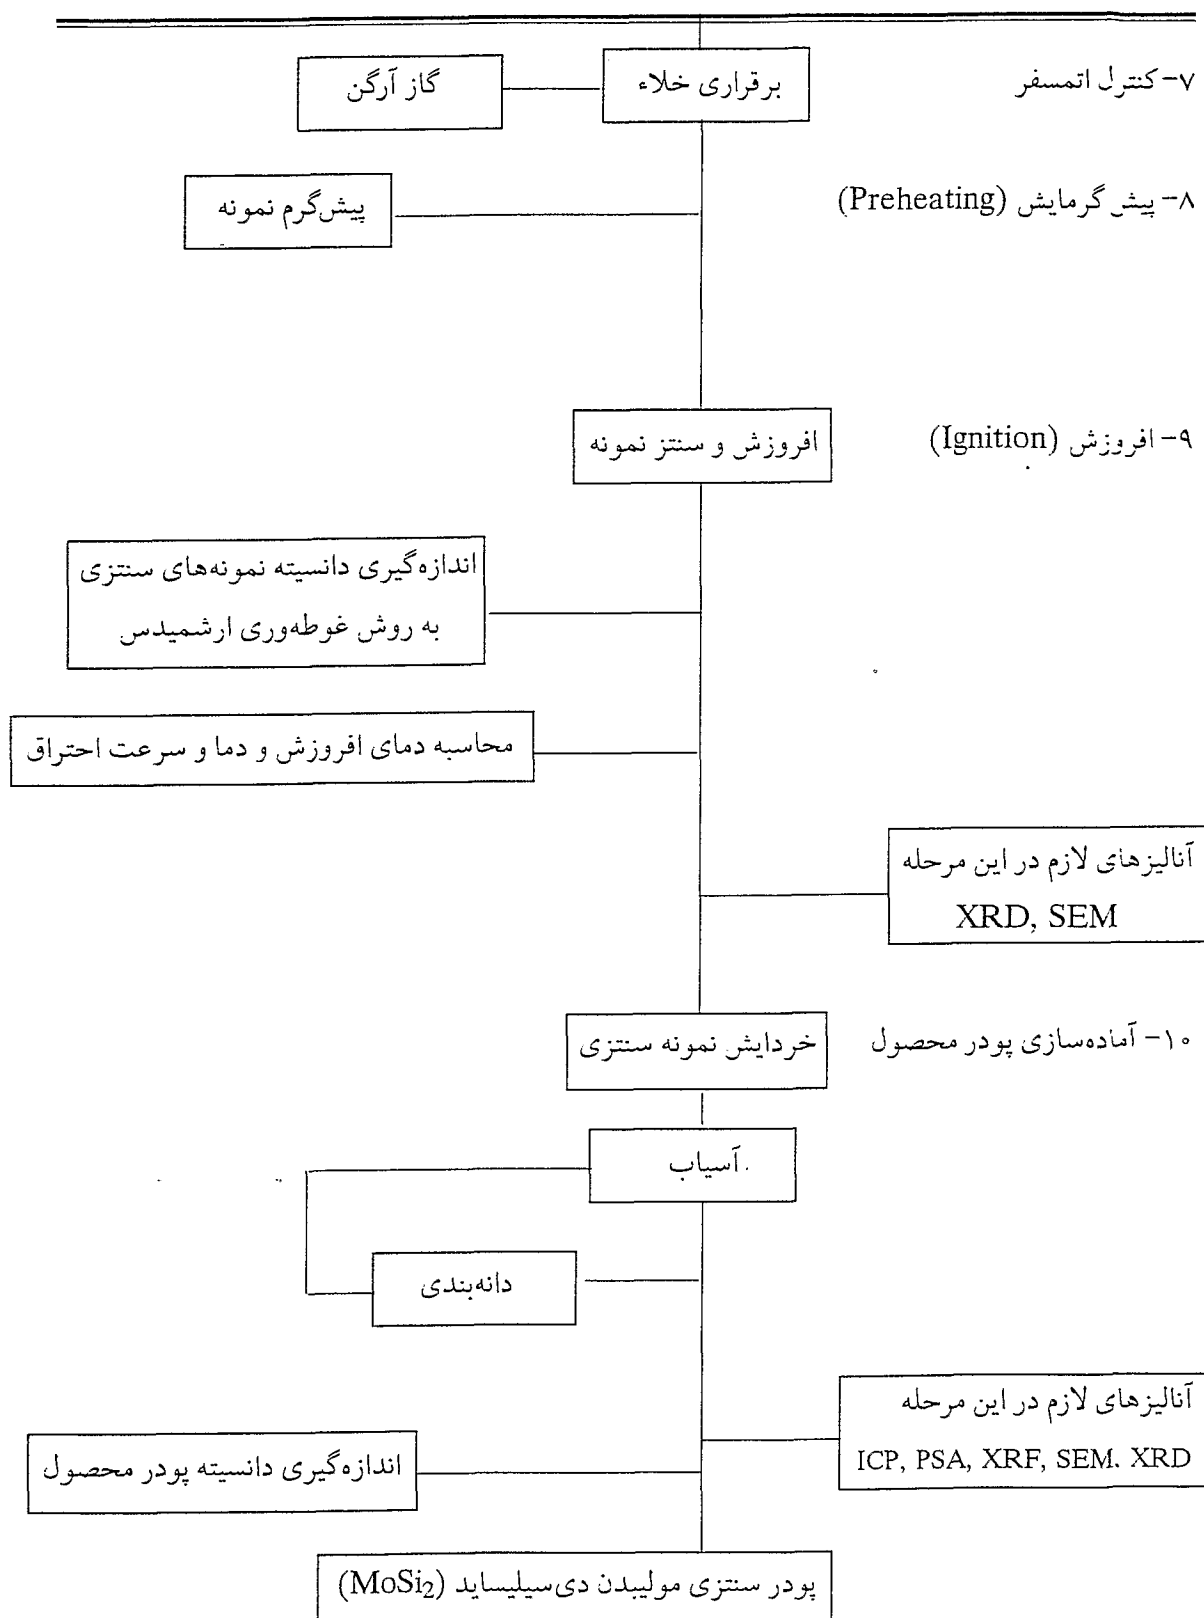 ۷- کنترل اتمسفر
برقراری خلاء
گاز آرگن
۸- پیش گرمایش (Preheating)
پیش‌گرم نمونه
۹- افروزش (Ignition)
افروزش و سنتز نمونه
اندازه‌گیری دانسیته نمونه‌های سنتزی
به روش غوطه‌وری ارشمیدس
محاسبه دمای افروزش و دما و سرعت احتراق
آنالیزهای لازم در این مرحله
XRD, SEM
۱۰- آماده‌سازی پودر محصول
خردایش نمونه سنتزی
آسیاب
دانه‌بندی
آنالیزهای لازم در این مرحله
ICP, PSA, XRF, SEM. XRD
اندازه‌گیری دانسیته پودر محصول
پودر سنتزی مولیبدن دی‌سیلیساید (MoSi₂)